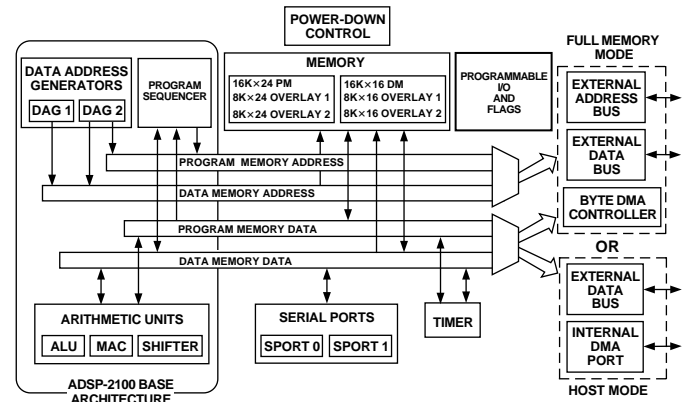 POWER-DOWN
CONTROL
FULL MEMORY
MODE
DATA ADDRESS
GENERATORS
DAG 1
DAG 2
PROGRAM
SEQUENCER
MEMORY
16K×24 PM
8K×24 OVERLAY 1
8K×24 OVERLAY 2
16K×16 DM
8K×16 OVERLAY 1
8K×16 OVERLAY 2
PROGRAMMABLE
I/O
AND
FLAGS
EXTERNAL
ADDRESS
BUS
EXTERNAL
DATA
BUS
BYTE DMA
CONTROLLER
OR
PROGRAM MEMORY ADDRESS
DATA MEMORY ADDRESS
PROGRAM MEMORY DATA
DATA MEMORY DATA
EXTERNAL
DATA
BUS
INTERNAL
DMA
PORT
HOST MODE
ARITHMETIC UNITS
ALU
MAC
SHIFTER
SERIAL PORTS
SPORT 0
SPORT 1
TIMER
ADSP-2100 BASE
ARCHITECTURE